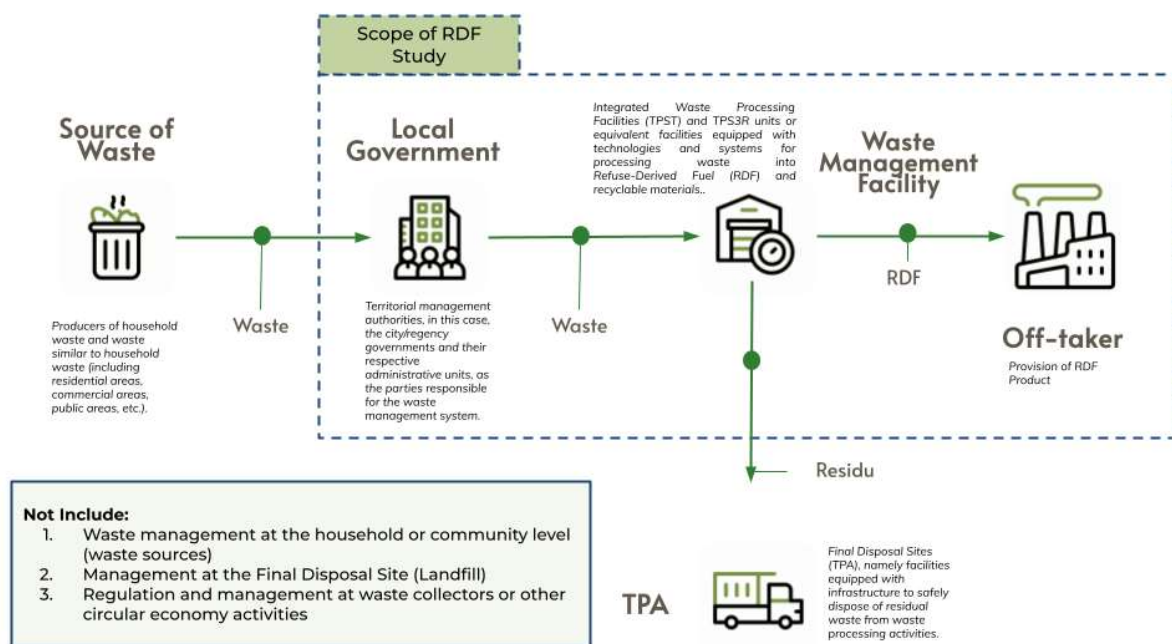 Scope of RDF
Study
Source of
Waste
Producers of household
waste and waste
similar to household
waste (including
residential areas,
commercial areas,
public areas, etc.).
Waste
Local
Government
Territorial management
authorities, in this case,
the city/regency
governments and their
respective
administrative units, as
the parties responsible
for the waste
management system.
Waste
Integrated Waste Processing
Facilities (TPST) and TPS3R units or
equivalent facilities equipped with
technologies and systems for
processing waste into
Refuse-Derived Fuel (RDF) and
recyclable materials..
Waste
Management
Facility
RDF
Off-taker
Provision of RDF
Product
Residu
Not Include:
1. Waste management at the household or community level
(waste sources)
2. Management at the Final Disposal Site (Landfill)
3. Regulation and management at waste collectors or other
circular economy activities
TPA
Final Disposal Sites
(TPA), namely facilities
equipped with
infrastructure to safely
dispose of residual
waste from waste
processing activities.